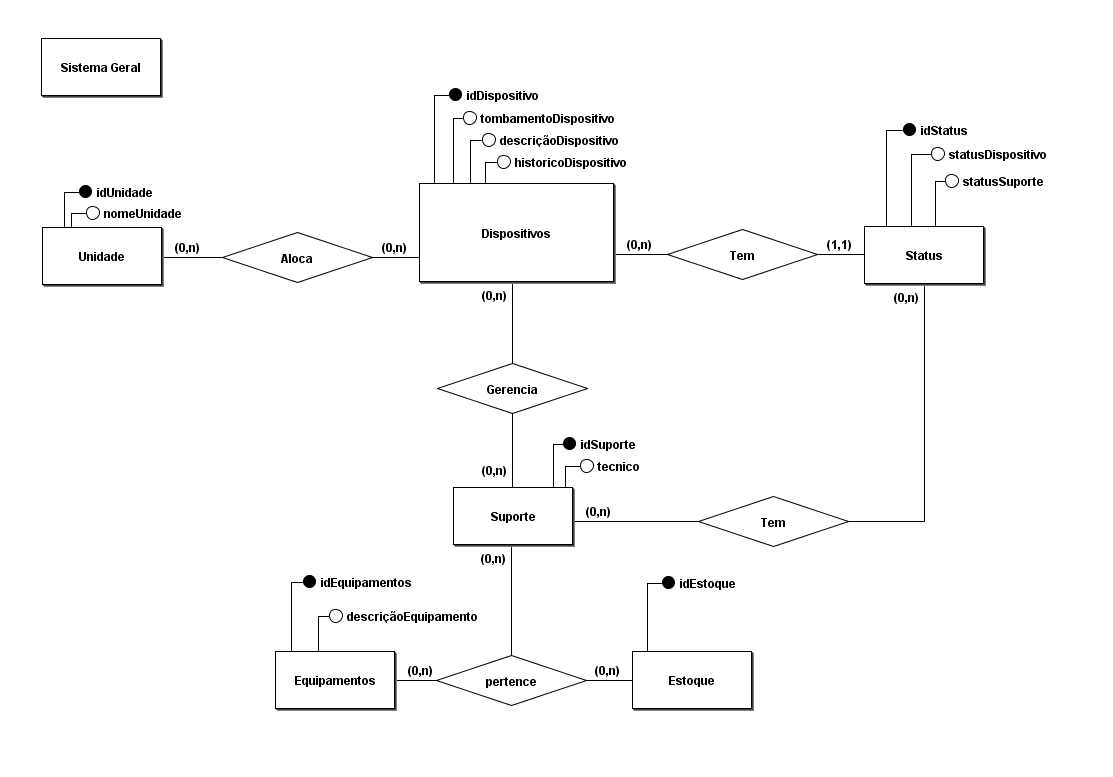 Sistema Geral
idDispositivo
tombamentoDispositivo
descriçãoDispositivo
historicoDispositivo
idStatus
statusDispositivo
statusSuporte
idUnidade
nomeUnidade
Unidade
(0,n)
Aloca
(0,n)
Dispositivos
(0,n)
Tem
(1,1)
Status
(0,n)
(0,n)
Gerencia
(0,n)
idSuporte
tecnico
Suporte
(0,n)
Tem
(0,n)
idEquipamentos
descriçãoEquipamento
idEstoque
Equipamentos
(0,n)
pertence
(0,n)
Estoque